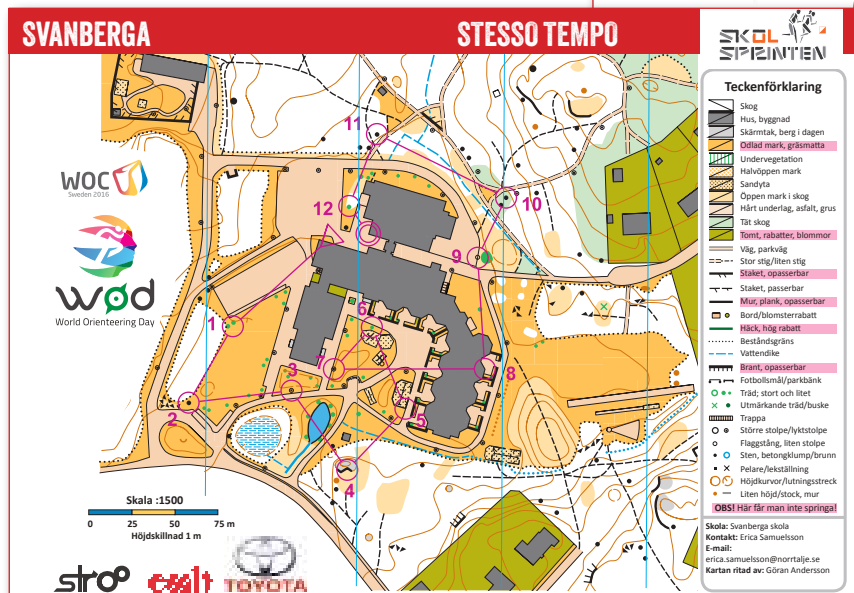 SVANBERGA
STESSO TEMPO
SKOL
SPRINTEN
WOC
Sweden 2016
wod
World Orienteering Day
11
12
10
9
1
6
7
8
3
2
5
4
Skala :1500
0 25 50 75 m
Höjdskillnad 1 m
TOYOTA
Teckenförklaring
Skog
Hus, byggnad
Skärmtak, berg i dagen
Odlad mark, gräsmatta
Undervegetation
Halvöppen mark
Sandyta
Öppen mark i skog
Hårt underlag, asfalt, grus
Tät skog
Tomt, rabatter, blommor
Väg, parkväg
Stor stig/liten stig
Staket, opasserbar
Staket, passerbar
Mur, plank, opasserbar
Bord/blomsterrabatt
Häck, hög rabatt
Beståndsgräns
Vattendike
Brant, opasserbar
Fotbollsmål/parkbänk
Träd; stort och litet
Utmärkande träd/buske
Trappa
Större stolpe/lyktstolpe
Flaggstång, liten stolpe
Sten, betongklump/brunn
Pelare/lekställning
Höjdkurvor/lutningsstreck
Liten höjd/stock, mur
OBS! Här får man inte springa!
Skola: Svanberga skola
Kontakt: Erica Samuelsson
E-mail:
erica.samuelsson@norrtalje.se
Kartan ritad av: Göran Andersson